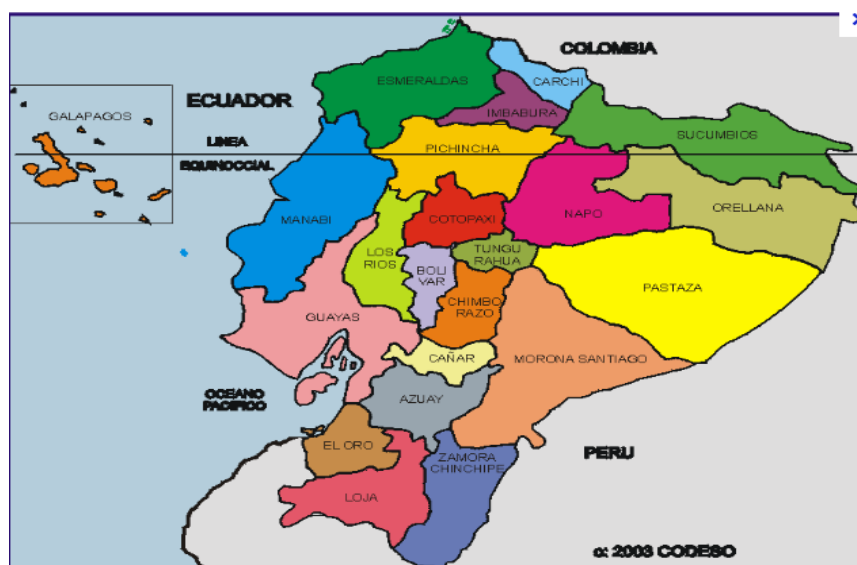 COLOMBIA
ESMERALDAS
CARCHI
ECUADOR
IMBABURA
GALAPAGOS
SUCUMBIOS
LINEA
PICHINCHA
EQUINOCCIAL
ORELLANA
MANABI
COTOPAXI
NAPO
LOS
RIOS
TUNGU
RAHUA
BOLI
VAR
PASTAZA
CHIMBO
RAZO
GUAYAS
CAÑAR
MORONA SANTIAGO
OCEANO
PACIFICO
AZUAY
EL ORO
ZAMORA
CHINCHIPE
PERU
LOJA
c: 2003 CODESO